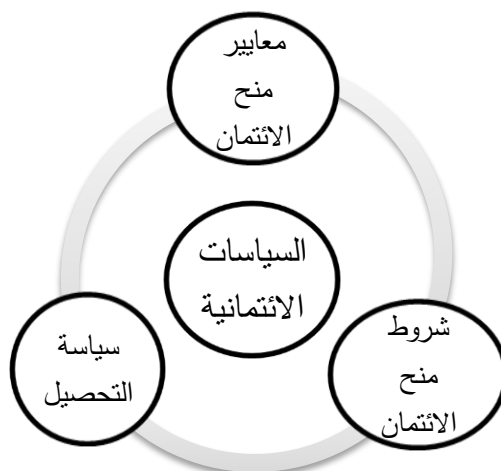 معايير
منح
الائتمان
السياسات
الائتمانية
شروط
منح
الائتمان
سياسة
التحصيل